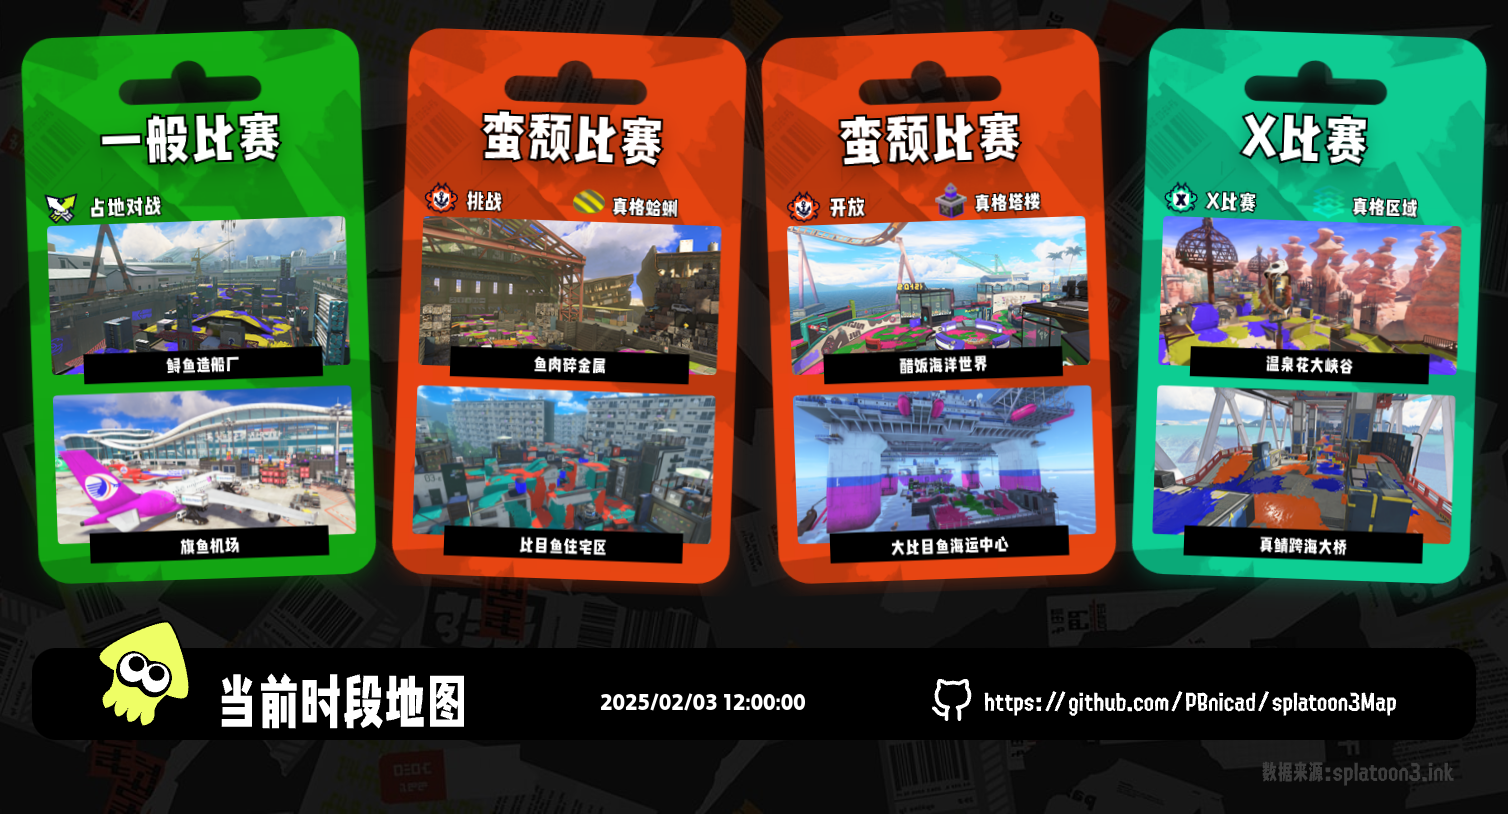 一般比赛
占地对战
鲟鱼造船厂
旗鱼机场
蛮颓比赛
挑战
真格蛤蜊
鱼肉碎金属
比目鱼住宅区
蛮颓比赛
开放
真格塔楼
醋饭海洋世界
大比目鱼海运中心
X比赛
X比赛
真格区域
温泉花大峡谷
真鲭跨海大桥
当前时段地图
2025/02/03 12:00:00
https://github.com/PBnicad/splatoon3Map
数据来源:splatoon3.ink